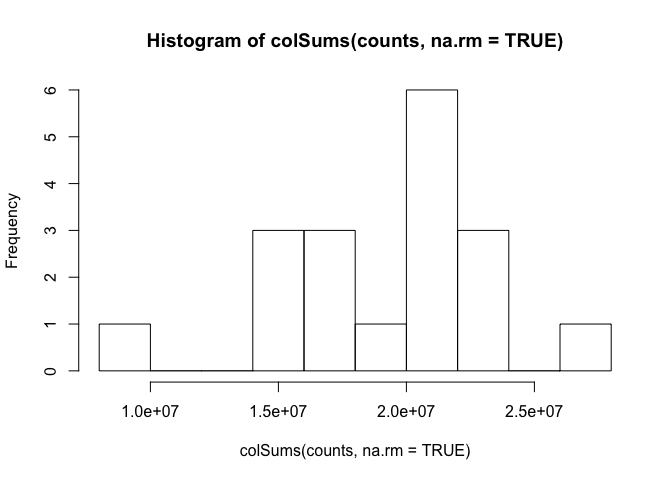 Histogram of colSums(counts, na.rm = TRUE)
Frequency
6
5
4
3
2
1
0
1.0e+07 1.5e+07 2.0e+07 2.5e+07
colSums(counts, na.rm = TRUE)